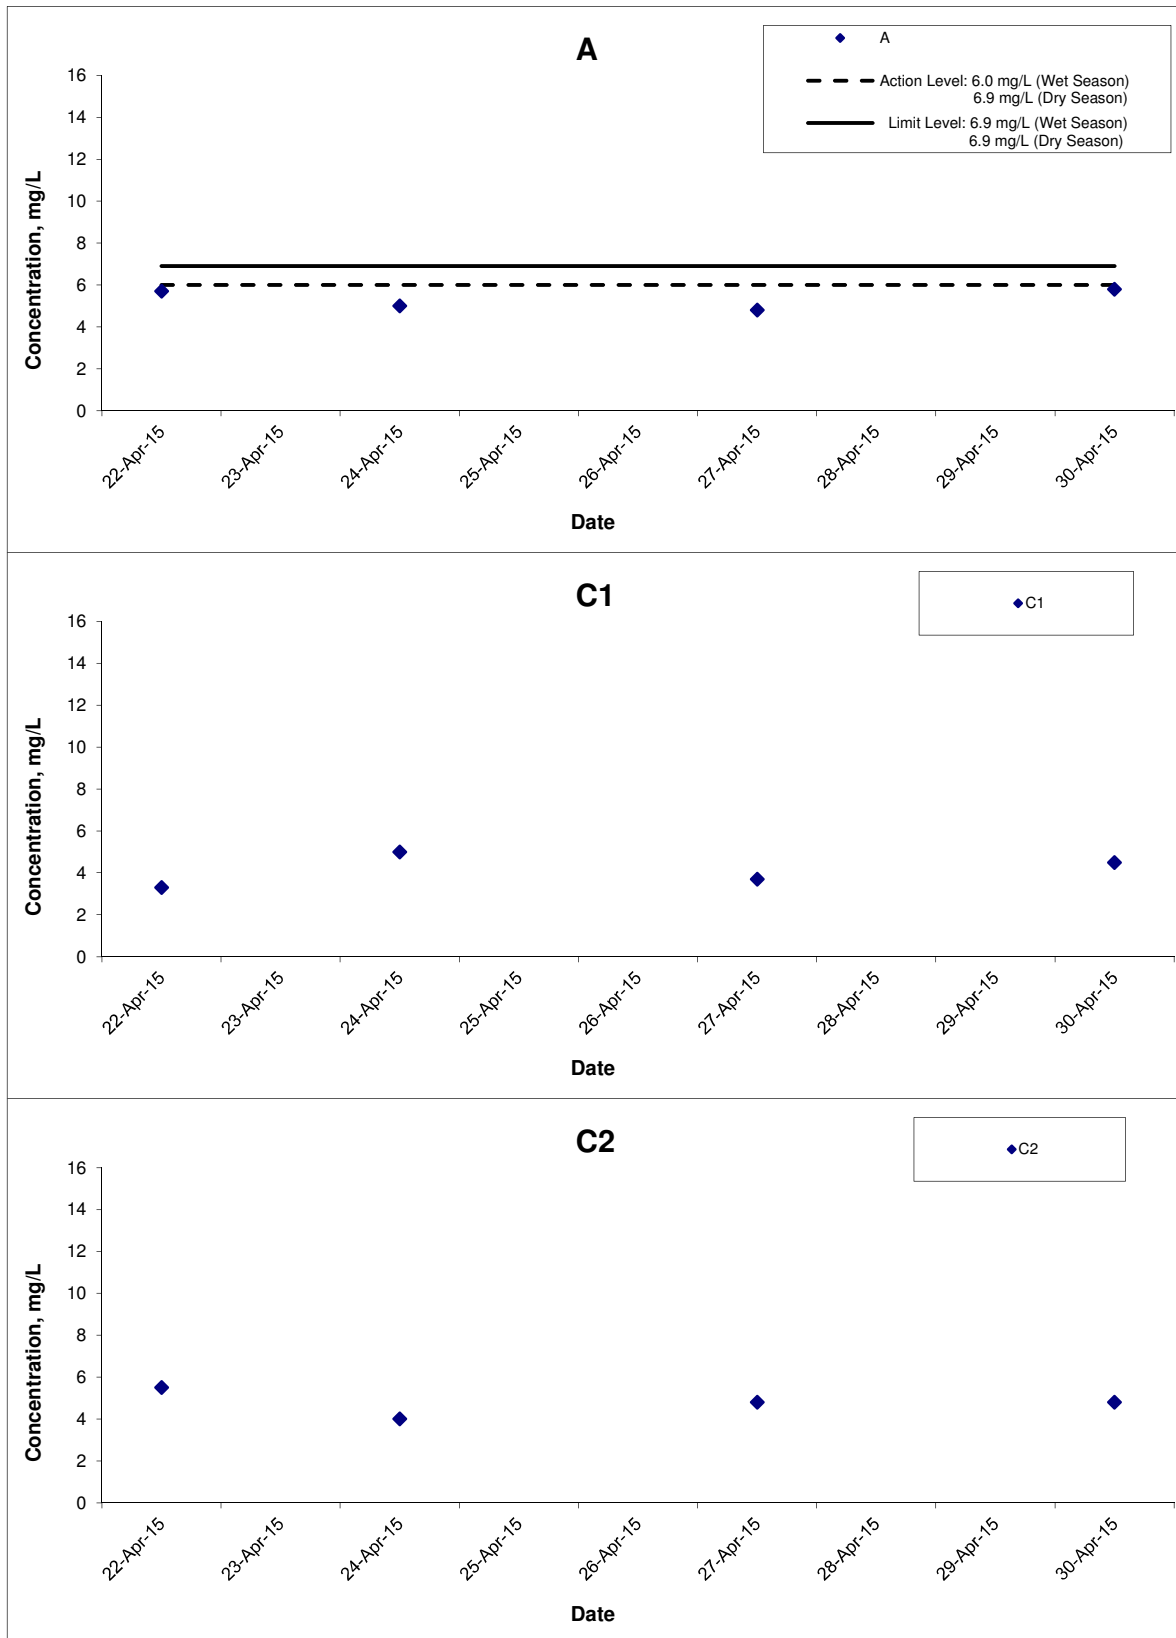 A
A
Action Level: 6.0 mg/L (Wet Season)
6.9 mg/L (Dry Season)
Limit Level: 6.9 mg/L (Wet Season)
6.9 mg/L (Dry Season)
Concentration, mg/L
16
14
12
10
8
6
4
2
0
22-Apr-15
23-Apr-15
24-Apr-15
25-Apr-15
26-Apr-15
27-Apr-15
28-Apr-15
29-Apr-15
30-Apr-15
Date
C1
C1
Concentration, mg/L
16
14
12
10
8
6
4
2
0
22-Apr-15
23-Apr-15
24-Apr-15
25-Apr-15
26-Apr-15
27-Apr-15
28-Apr-15
29-Apr-15
30-Apr-15
Date
C2
C2
Concentration, mg/L
16
14
12
10
8
6
4
2
0
22-Apr-15
23-Apr-15
24-Apr-15
25-Apr-15
26-Apr-15
27-Apr-15
28-Apr-15
29-Apr-15
30-Apr-15
Date